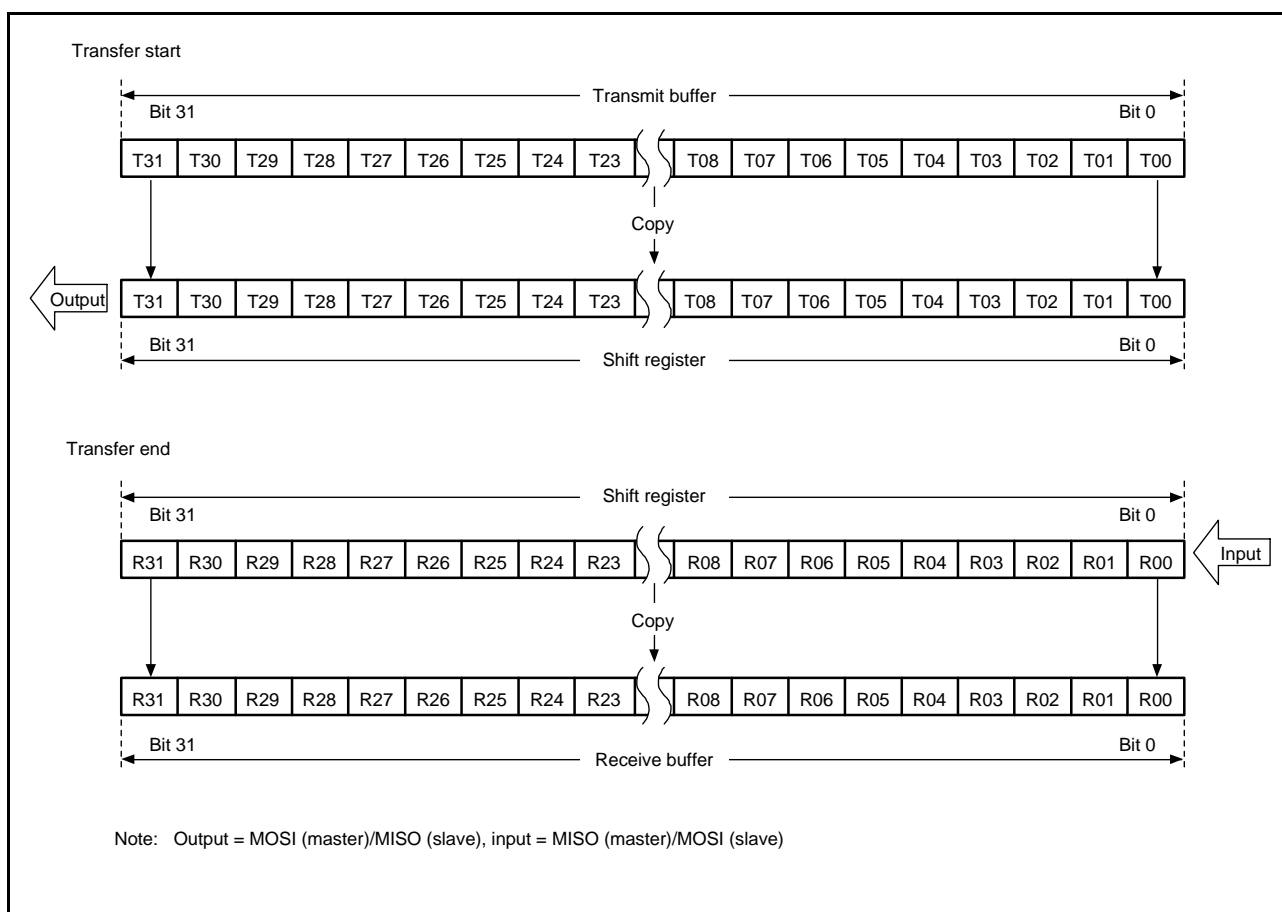 Transfer start
Transmit buffer
Bit 31 Bit 0
T31 T30 T29 T28 T27 T26 T25 T24 T23 T08 T07 T06 T05 T04 T03 T02 T01 T00
Copy
Output T31 T30 T29 T28 T27 T26 T25 T24 T23 T08 T07 T06 T05 T04 T03 T02 T01 T00
Bit 31 Bit 0
Shift register
Transfer end
Shift register
Bit 31 Bit 0
R31 R30 R29 R28 R27 R26 R25 R24 R23 R08 R07 R06 R05 R04 R03 R02 R01 R00 Input
Copy
R31 R30 R29 R28 R27 R26 R25 R24 R23 R08 R07 R06 R05 R04 R03 R02 R01 R00
Bit 31 Bit 0
Receive buffer
Note: Output = MOSI (master)/MISO (slave), input = MISO (master)/MOSI (slave)